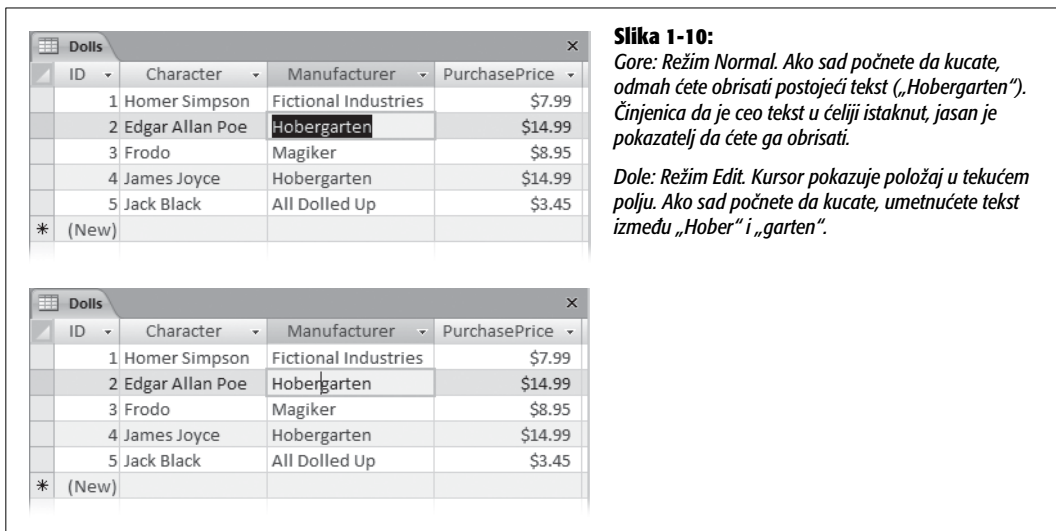 Dolls
ID Character Manufacturer PurchasePrice
1 Homer Simpson Fictional Industries $7.99
2 Edgar Allan Poe Hobergarten $14.99
3 Frodo Magiker $8.95
4 James Joyce Hobergarten $14.99
5 Jack Black All Dolled Up $3.45
(New)
Slika 1-10:
Gore: Režim Normal. Ako sad počnete da kucate,
odmah ćete obrisati postojeći tekst („Hobergarten“).
Činjenica da je ceo tekst u ćeliji istaknut, jasan je
pokazatelj da ćete ga obrisati.
Dole: Režim Edit. Kursor pokazuje položaj u tekućem
polju. Ako sad počnete da kucate, umetnućete tekst
između „Hober“ i „garten“.
Dolls
ID Character Manufacturer PurchasePrice
1 Homer Simpson Fictional Industries $7.99
2 Edgar Allan Poe Hobergarten $14.99
3 Frodo Magiker $8.95
4 James Joyce Hobergarten $14.99
5 Jack Black All Dolled Up $3.45
(New)